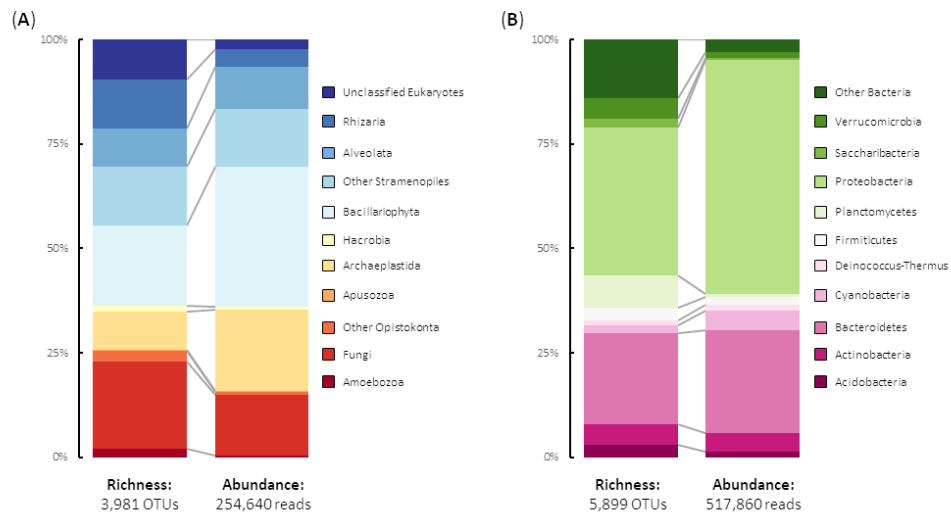 (A)
100%
75%
50%
25%
0%
Unclassified Eukaryotes
Rhizaria
Alveolata
Other Stramenopiles
Bacillariophyta
Hacrobia
Archaeplastida
Apusozoa
Other Opistokonta
Fungi
Amoebozoa
Richness:
3,981 OTUs
Abundance:
254,640 reads
(B)
100%
75%
50%
25%
0%
Other Bacteria
Verrucomicrobia
Saccharibacteria
Proteobacteria
Planctomycetes
Firmiticutes
Deinococcus-Thermus
Cyanobacteria
Bacteroidetes
Actinobacteria
Acidobacteria
Richness:
5,899 OTUs
Abundance:
517,860 reads